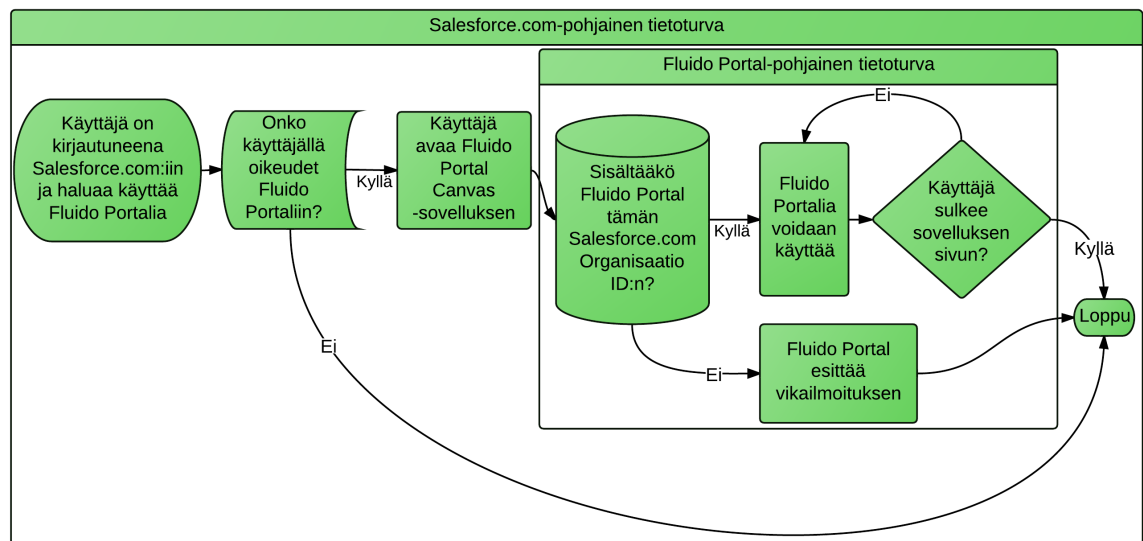 Salesforce.com-pohjainen tietoturva
Fluido Portal-pohjainen tietoturva
Käyttäjä on
kirjautuneena
Salesforce.com:iin
ja haluaa käyttää
Fluido Portalia
Onko
käyttäjällä
oikeudet
Fluido
Portaliin?
Kyllä
Käyttäjä
avaa Fluido
Portal
Canvas
-sovelluksen
Sisältääkö
Fluido Portal
tämän
Salesforce.com
Organisaatio
ID:n?
Kyllä
Fluido
Portalia
voidaan
käyttää
Ei
Käyttäjä
sulkee
sovelluksen
sivun?
Kyllä
Loppu
Ei
Ei
Fluido Portal
esittää
vikailmoituksen